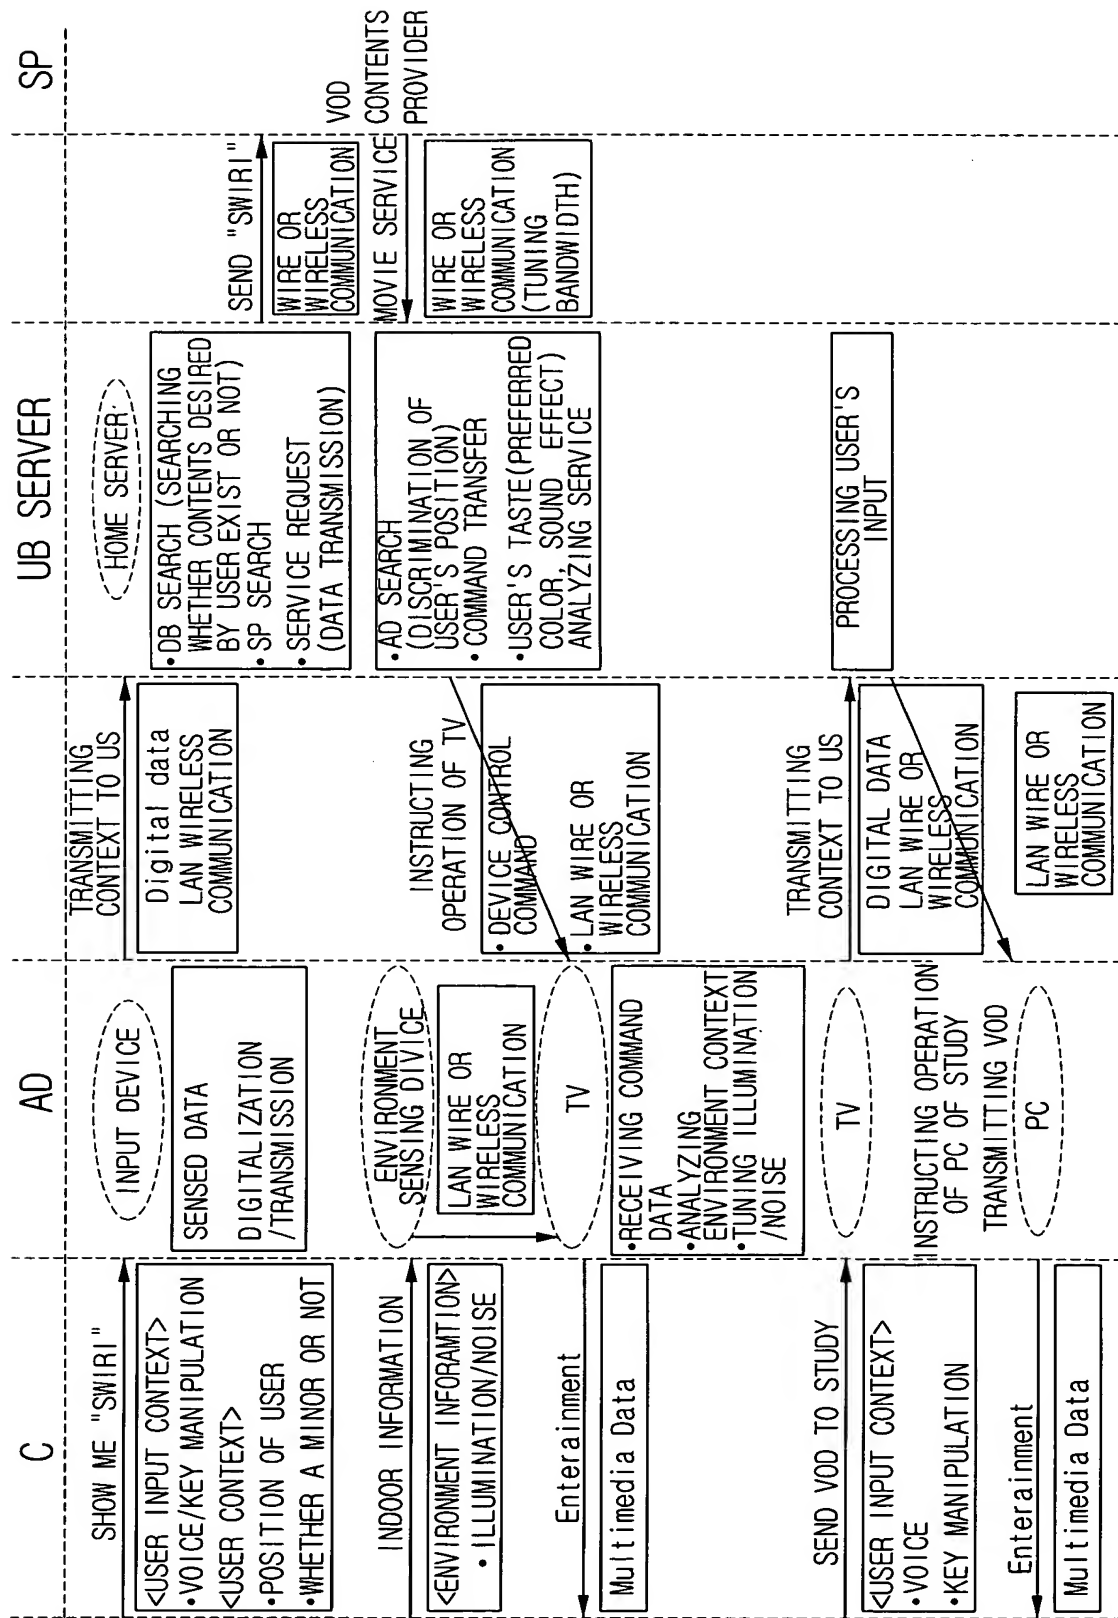 C
AD
UB SERVER
SP
SHOW ME "SWIRI"
<USER INPUT CONTEXT>
•VOICE/KEY MANIPULATION
<USER CONTEXT>
•POSITION OF USER
•WHETHER A MINOR OR NOT
INPUT DEVICE
SENSED DATA
DIGITALIZATION
/TRANSMISSION
TRANSMITTING
CONTEXT TO US
Digital data
LAN WIRELESS
COMMUNICATION
HOME SERVER
•DB SEARCH (SEARCHING
WHETHER CONTENTS DESIRED
BY USER EXIST OR NOT)
•SP SEARCH
•SERVICE REQUEST
(DATA TRANSMISSION)
SEND "SWIRI"
WIRE OR
WIRELESS
COMMUNICATION
VOD
CONTENTS
PROVIDER
MOVIE SERVICE
WIRE OR
WIRELESS
COMMUNICATION
(TUNING
BANDWIDTH)
•AD SEARCH
(DISCRIMINATION OF
USER'S POSITION)
•COMMAND TRANSFER
•USER'S TASTE(PREFERRED
COLOR, SOUND EFFECT)
ANALYZING SERVICE
INDOOR INFORMATION
<ENVIRONMENT INFORAMTION>
•ILLUMINATION/NOISE
ENVIRONMENT
SENSING DIVICE
LAN WIRE OR
WIRELESS
COMMUNICATION
INSTRUCTING
OPERATION OF TV
•DEVICE CONTROL
COMMAND
•LAN WIRE OR
WIRELESS
COMMUNICATION
TV
•RECEIVING COMMAND
DATA
•ANALYZING
ENVIRONMENT CONTEXT
•TUNING ILLUMINATION
/NOISE
Enterainment
Multimedia Data
SEND VOD TO STUDY
<USER INPUT CONTEXT>
•VOICE
•KEY MANIPULATION
TV
TRANSMITTING
CONTEXT TO US
DIGITAL DATA
LAN WIRE OR
WIRELESS
COMMUNICATION
PROCESSING USER'S
INPUT
INSTRUCTING OPERATION
OF PC OF STUDY
TRANSMITTING VOD
LAN WIRE OR
WIRELESS
COMMUNICATION
PC
Enterainment
Multimedia Data